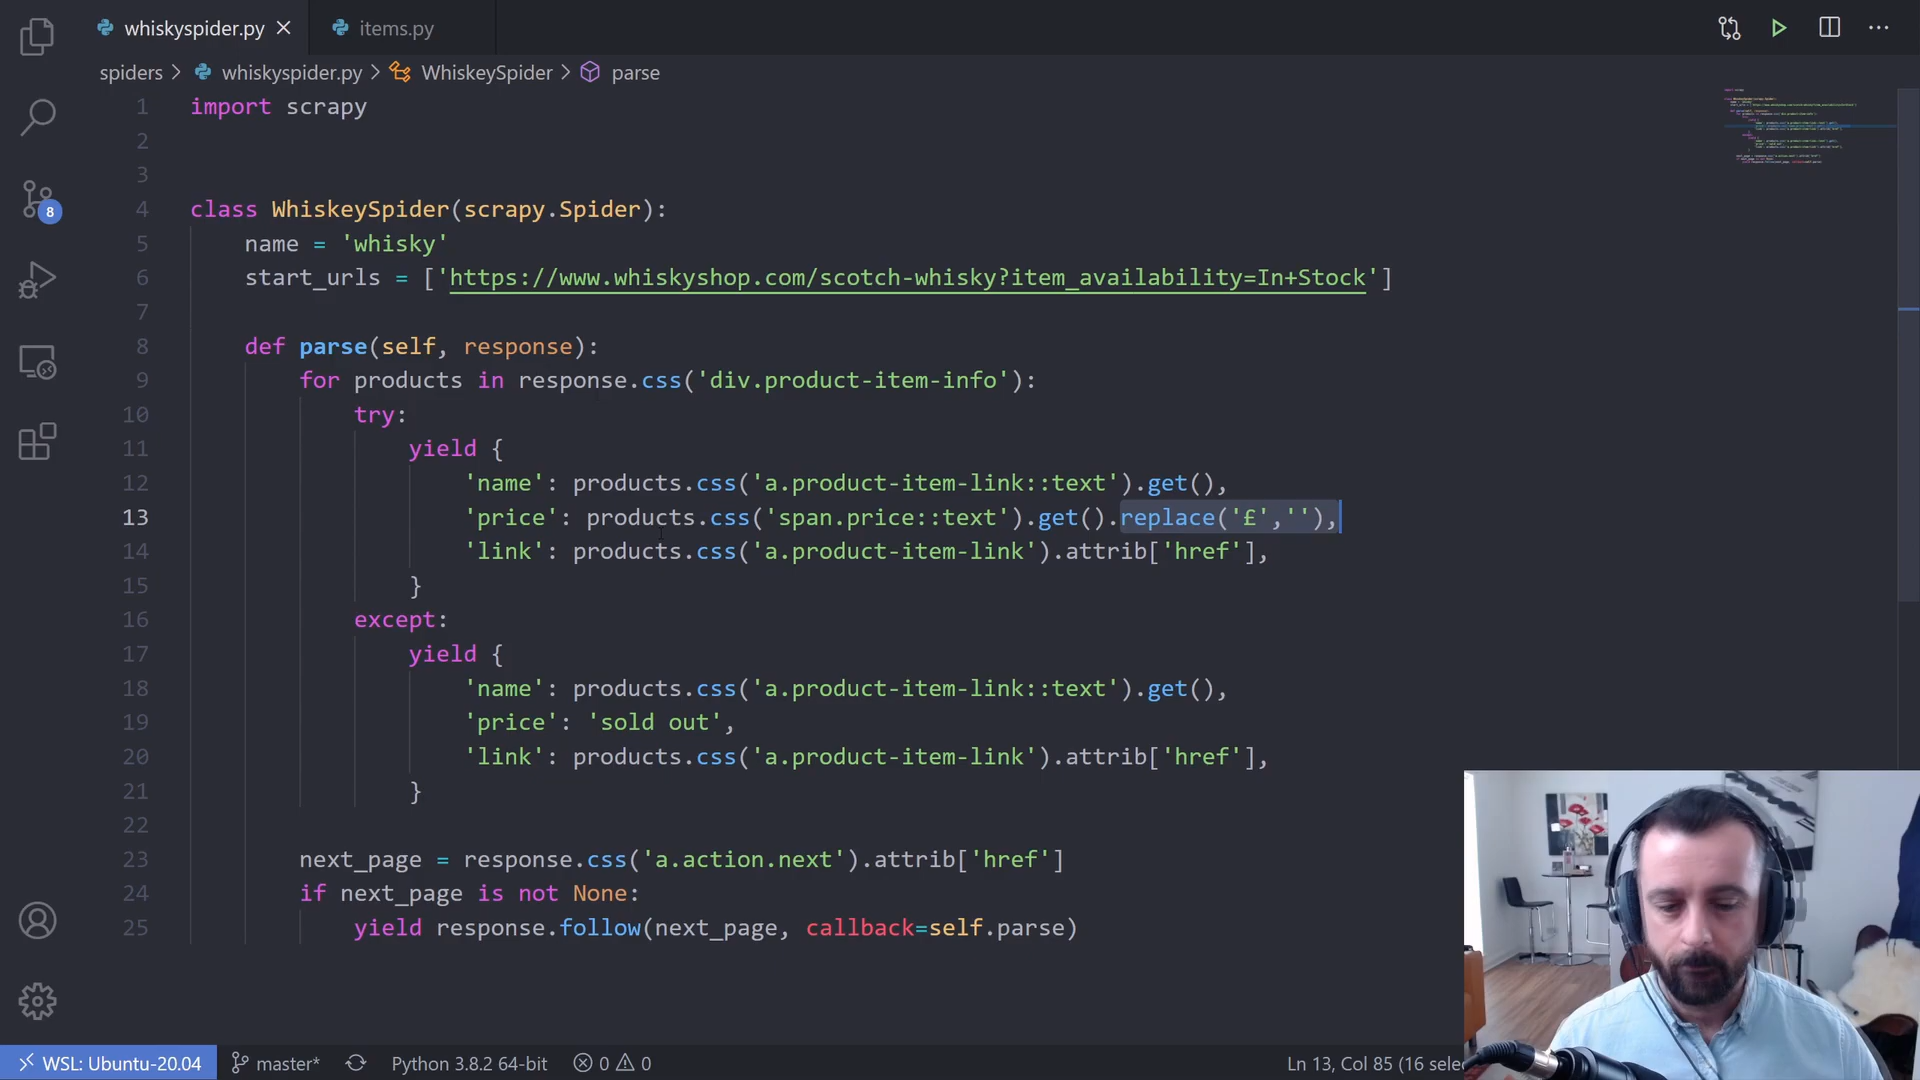 whiskyspider.py
items.py
spiders > whiskyspider.py > WhiskeySpider > parse
1 import scrapy
2
3
4 class WhiskeySpider(scrapy.Spider):
5 name = 'whisky'
6 start_urls = ['https://www.whiskyshop.com/scotch-whisky?item_availability=In+Stock']
7
8 def parse(self, response):
9 for products in response.css('div.product-item-info'):
10 try:
11 yield {
12 'name': products.css('a.product-item-link::text').get(),
13 'price': products.css('span.price::text').get().replace('£',''),
14 'link': products.css('a.product-item-link').attrib['href'],
15 }
16 except:
17 yield {
18 'name': products.css('a.product-item-link::text').get(),
19 'price': 'sold out',
20 'link': products.css('a.product-item-link').attrib['href'],
21 }
22
23 next_page = response.css('a.action.next').attrib['href']
24 if next_page is not None:
25 yield response.follow(next_page, callback=self.parse)
8
WSL: Ubuntu-20.04 master* Python 3.8.2 64-bit 0 0 Ln 13, Col 85 (16 sele